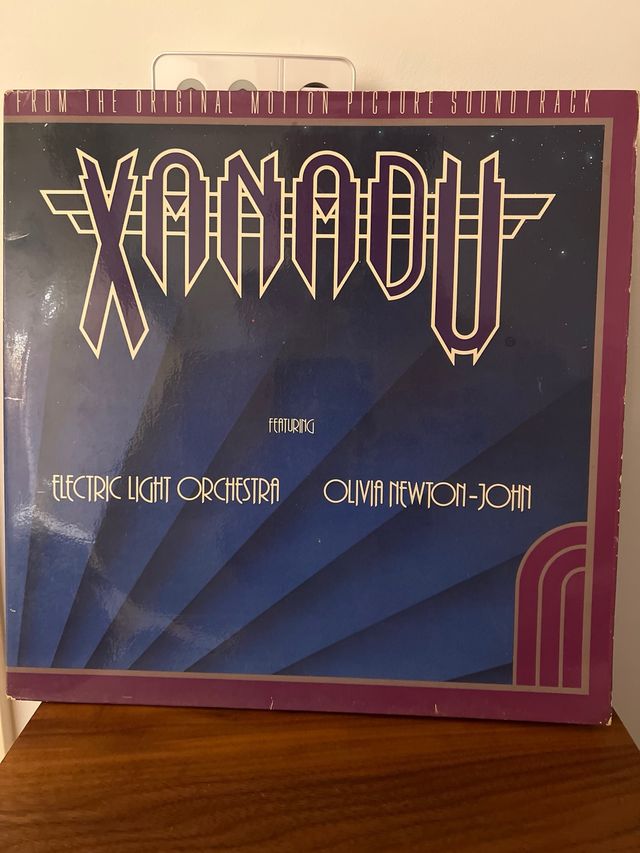 FROM THE ORIGINAL MOTION PICTURE SOUNDTRACK
XANADU
FEATURING
ELECTRIC LIGHT ORCHESTRA OLIVIA NEWTON-JOHN